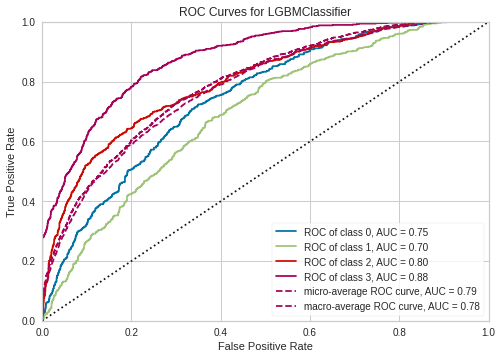 ROC Curves for LGBMClassifier
True Positive Rate
1.0
0.8
0.6
0.4
0.2
0.0
0.0 0.2 0.4 0.6 0.8 1.0
False Positive Rate
ROC of class 0, AUC = 0.75
ROC of class 1, AUC = 0.70
ROC of class 2, AUC = 0.80
ROC of class 3, AUC = 0.88
micro-average ROC curve, AUC = 0.79
macro-average ROC curve, AUC = 0.78